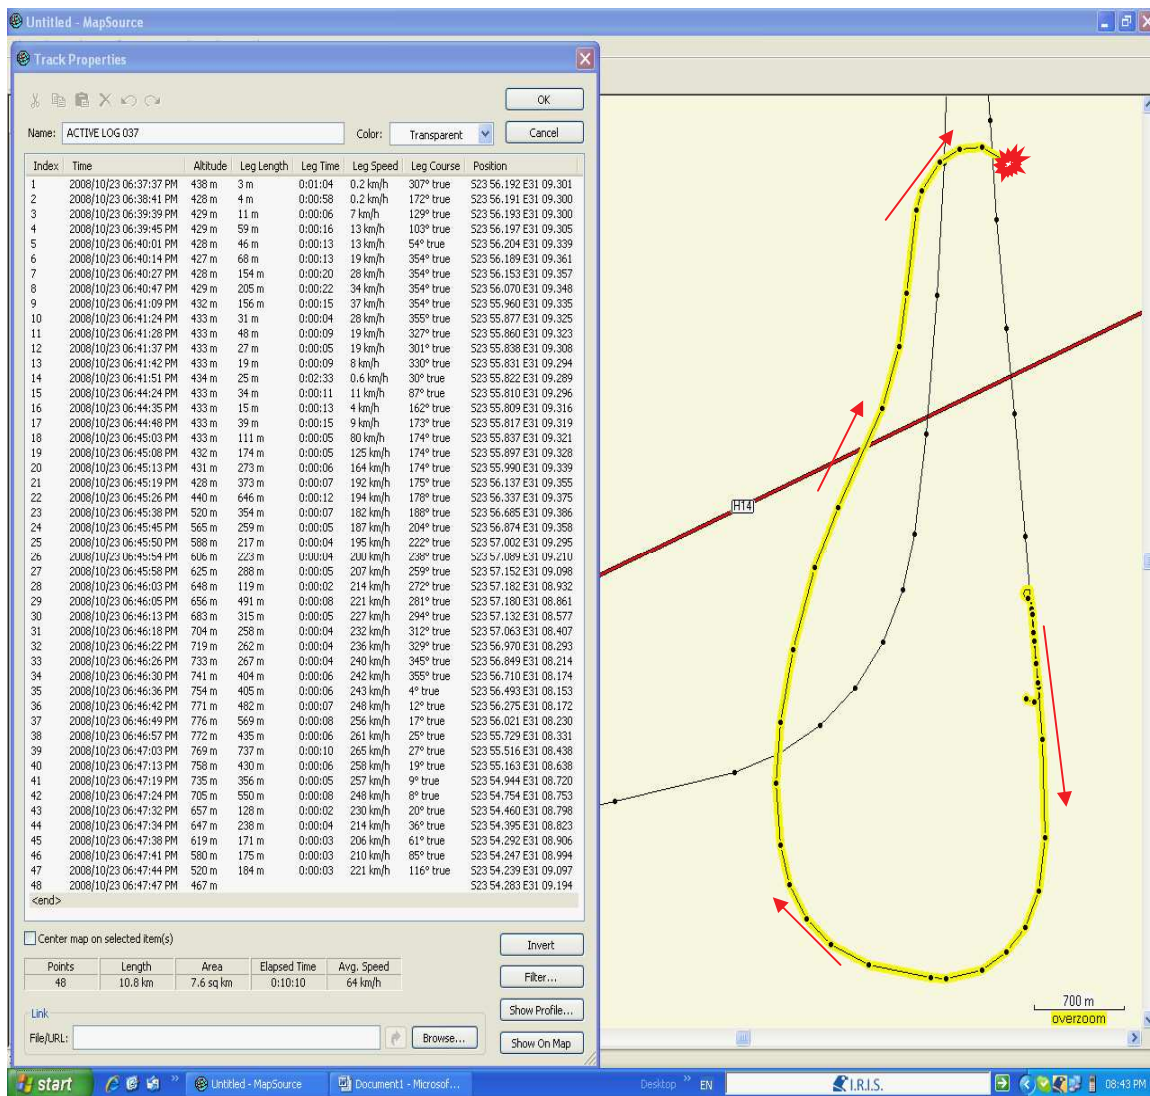 Untitled - MapSource
Track Properties
OK
Name: ACTIVE LOG 037 Color: Transparent Cancel
Index Time Altitude Leg Length Leg Time Leg Speed Leg Course Position
1 2008/10/23 06:37:37 PM 438 m 3 m 0:01:04 0.2 km/h 307° true S23 56.192 E31 09.301
2 2008/10/23 06:38:41 PM 428 m 4 m 0:00:58 0.2 km/h 172° true S23 56.191 E31 09.300
3 2008/10/23 06:39:39 PM 429 m 11 m 0:00:06 7 km/h 129° true S23 56.193 E31 09.300
4 2008/10/23 06:39:45 PM 429 m 59 m 0:00:16 13 km/h 103° true S23 56.197 E31 09.305
5 2008/10/23 06:40:01 PM 428 m 46 m 0:00:13 13 km/h 54° true S23 56.204 E31 09.339
6 2008/10/23 06:40:14 PM 427 m 68 m 0:00:13 19 km/h 354° true S23 56.189 E31 09.361
7 2008/10/23 06:40:27 PM 428 m 154 m 0:00:20 28 km/h 354° true S23 56.153 E31 09.357
8 2008/10/23 06:40:47 PM 429 m 205 m 0:00:22 34 km/h 354° true S23 56.070 E31 09.348
9 2008/10/23 06:41:09 PM 432 m 156 m 0:00:15 37 km/h 354° true S23 55.960 E31 09.335
10 2008/10/23 06:41:24 PM 433 m 31 m 0:00:04 28 km/h 355° true S23 55.877 E31 09.325
11 2008/10/23 06:41:28 PM 433 m 48 m 0:00:09 19 km/h 327° true S23 55.860 E31 09.323
12 2008/10/23 06:41:37 PM 433 m 27 m 0:00:05 19 km/h 301° true S23 55.838 E31 09.308
13 2008/10/23 06:41:42 PM 433 m 19 m 0:00:09 8 km/h 330° true S23 55.831 E31 09.294
14 2008/10/23 06:41:51 PM 434 m 25 m 0:02:33 0.6 km/h 30° true S23 55.822 E31 09.289
15 2008/10/23 06:44:24 PM 433 m 34 m 0:00:11 11 km/h 87° true S23 55.810 E31 09.296
16 2008/10/23 06:44:35 PM 433 m 15 m 0:00:13 4 km/h 162° true S23 55.809 E31 09.316
17 2008/10/23 06:44:48 PM 433 m 39 m 0:00:15 9 km/h 173° true S23 55.817 E31 09.319
18 2008/10/23 06:45:03 PM 433 m 111 m 0:00:05 80 km/h 174° true S23 55.837 E31 09.321
19 2008/10/23 06:45:08 PM 432 m 174 m 0:00:05 125 km/h 174° true S23 55.897 E31 09.328
20 2008/10/23 06:45:13 PM 431 m 273 m 0:00:06 164 km/h 174° true S23 55.990 E31 09.339
21 2008/10/23 06:45:19 PM 428 m 373 m 0:00:07 192 km/h 175° true S23 56.137 E31 09.355
22 2008/10/23 06:45:26 PM 440 m 646 m 0:00:12 194 km/h 178° true S23 56.337 E31 09.375
23 2008/10/23 06:45:38 PM 520 m 354 m 0:00:07 182 km/h 188° true S23 56.685 E31 09.386
24 2008/10/23 06:45:45 PM 565 m 259 m 0:00:05 187 km/h 204° true S23 56.874 E31 09.358
25 2008/10/23 06:45:50 PM 588 m 217 m 0:00:04 195 km/h 222° true S23 57.002 E31 09.295
26 2008/10/23 06:45:54 PM 606 m 223 m 0:00:04 200 km/h 238° true S23 57.089 E31 09.210
27 2008/10/23 06:45:58 PM 625 m 288 m 0:00:05 207 km/h 259° true S23 57.152 E31 09.098
28 2008/10/23 06:46:03 PM 648 m 119 m 0:00:02 214 km/h 272° true S23 57.182 E31 08.932
29 2008/10/23 06:46:05 PM 656 m 491 m 0:00:08 221 km/h 281° true S23 57.180 E31 08.861
30 2008/10/23 06:46:13 PM 683 m 315 m 0:00:05 227 km/h 294° true S23 57.132 E31 08.577
31 2008/10/23 06:46:18 PM 704 m 258 m 0:00:04 232 km/h 312° true S23 57.063 E31 08.407
32 2008/10/23 06:46:22 PM 719 m 262 m 0:00:04 236 km/h 329° true S23 56.970 E31 08.293
33 2008/10/23 06:46:26 PM 733 m 267 m 0:00:04 240 km/h 345° true S23 56.849 E31 08.214
34 2008/10/23 06:46:30 PM 741 m 404 m 0:00:06 242 km/h 355° true S23 56.710 E31 08.174
35 2008/10/23 06:46:36 PM 754 m 405 m 0:00:06 243 km/h 4° true S23 56.493 E31 08.153
36 2008/10/23 06:46:42 PM 771 m 482 m 0:00:07 248 km/h 12° true S23 56.275 E31 08.172
37 2008/10/23 06:46:49 PM 776 m 569 m 0:00:08 256 km/h 17° true S23 56.021 E31 08.230
38 2008/10/23 06:46:57 PM 772 m 435 m 0:00:06 261 km/h 25° true S23 55.729 E31 08.331
39 2008/10/23 06:47:03 PM 769 m 737 m 0:00:10 265 km/h 27° true S23 55.516 E31 08.438
40 2008/10/23 06:47:13 PM 758 m 430 m 0:00:06 258 km/h 19° true S23 55.163 E31 08.638
41 2008/10/23 06:47:19 PM 735 m 356 m 0:00:05 257 km/h 9° true S23 54.944 E31 08.720
42 2008/10/23 06:47:24 PM 705 m 550 m 0:00:08 248 km/h 8° true S23 54.754 E31 08.753
43 2008/10/23 06:47:32 PM 657 m 128 m 0:00:02 230 km/h 20° true S23 54.460 E31 08.798
44 2008/10/23 06:47:34 PM 647 m 238 m 0:00:04 214 km/h 36° true S23 54.395 E31 08.823
45 2008/10/23 06:47:38 PM 619 m 171 m 0:00:03 206 km/h 61° true S23 54.292 E31 08.906
46 2008/10/23 06:47:41 PM 580 m 175 m 0:00:03 210 km/h 85° true S23 54.247 E31 08.994
47 2008/10/23 06:47:44 PM 520 m 184 m 0:00:03 221 km/h 116° true S23 54.239 E31 09.097
48 2008/10/23 06:47:47 PM 467 m S23 54.283 E31 09.194
<end>
Center map on selected item(s)
Invert
Points Length Area Elapsed Time Avg. Speed
48 10.8 km 7.6 sq km 0:10:10 64 km/h
Filter...
Link
Show Profile...
File/URL: Browse...
Show On Map
H14
700 m
overzoom
start Untitled - MapSource Document1 - Microsof... Desktop » EN I.R.I.S. 08:43 PM